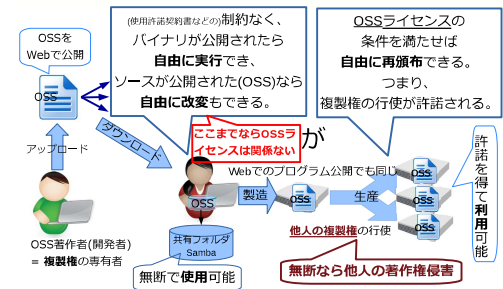 OSSを
Webで公開
OSS
アップロード
OSS著作者(開発者)
= 複製権の専有者
(使用許諾契約書などの)制約なく、
バイナリが公開されたら
自由に実行でき、
ソースが公開された(OSS)なら
自由に改変もできる。
ダウンロード
ここまでならOSSラ
イセンスは関係ない
が
OSSライセンスの
条件を満たせば
自由に再頒布できる。
つまり、
複製権の行使が許諾される。
Webでのプログラム公開でも同じ
OSS
製造
OSS
生産
OSS
OSS
OSS
許諾を得て利用可能
共有フォルダ
Samba
無断で使用可能
他人の複製権の行使
無断なら他人の著作権侵害